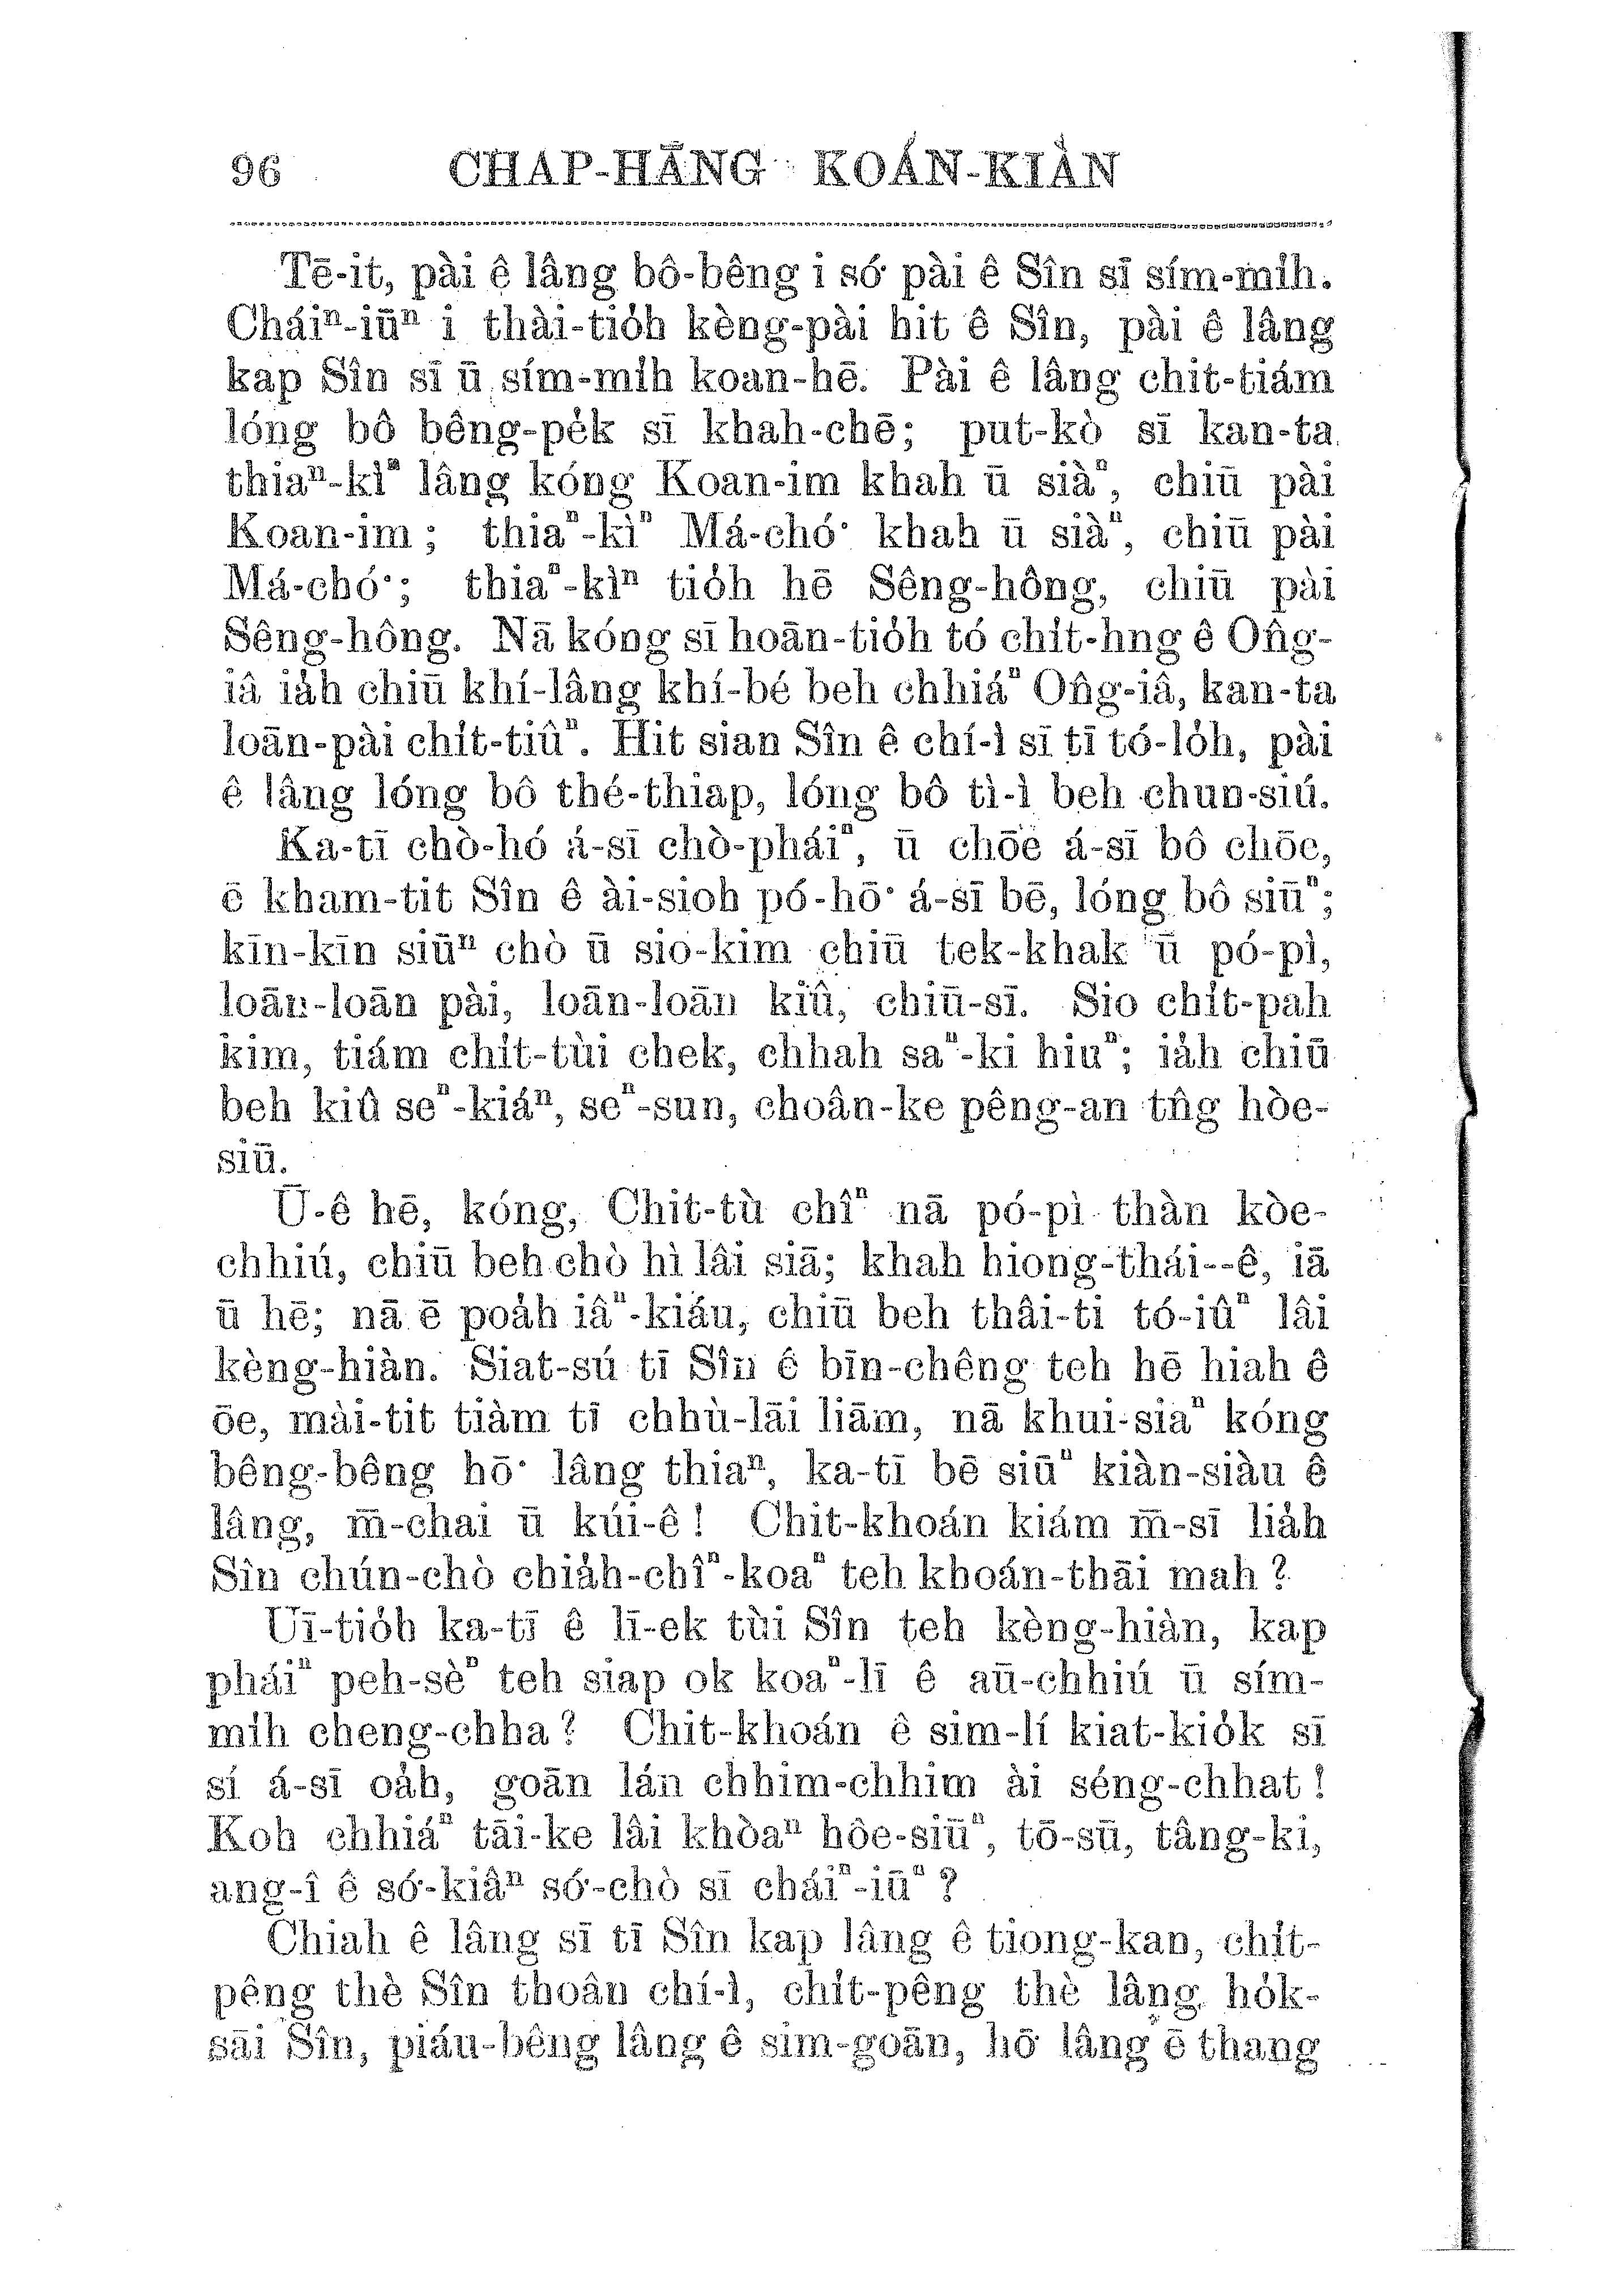 96 CHAP-HĀNG KOÁN-KIÀN
Tē-it, pài ê lâng bô-bêng i só͘ pài ê Sîn sī sím-mih.
Cháiⁿ-iūⁿ i thài-tio̍h kèng-pài hit ê Sîn, pài ê lâng
kap Sîn sī ū sím-mih koan-hē. Pài ê lâng chit-tiám
lóng bô bêng-pe̍k sī khah-chē; put-kò sī kan-ta
thiaⁿ-kìⁿ lâng kóng Koan-im khah ū siàⁿ, chiū pài
Koan-im; thiaⁿ-kìⁿ Má-chó͘ khah ū siàⁿ, chiū pài
Má-chó͘; thiaⁿ-kìⁿ tio̍h hē Sêng-hông, chiū pài
Sêng-hông. Nā kóng sī hoān-tio̍h tó chi̍t-hng ê Ông-
iâ ia̍h chiū khí-lâng khí-bé beh chhiáⁿ Ông-iâ, kan-ta
loān-pài chi̍t-tiûⁿ. Hit sian Sîn ê chí-ì sī tī tó-lo̍h, pài
ê lâng lóng bô thé-thiap, lóng bô tì-ì beh chun-siú.
Ka-tī chò-hó á-sī chò-pháiⁿ, ū chōe á-sī bô chōe,
ē kham-tit Sîn ê ài-sioh pó-hō͘ á-sī bē, lóng bô siūⁿ;
kīn-kīn siūⁿ chò ū sio-kim chiū tek-khak ū pó-pì,
loān-loān pài, loān-loān kiû, chiū-sī. Sio chi̍t-pah
kim, tiám chi̍t-tùi chek, chhah saⁿ-ki hiuⁿ; ia̍h chiū
beh kiû seⁿ-kiáⁿ, seⁿ-sun, choân-ke pêng-an tn̂g hòe-
siū.
Ū-ê hē, kóng, Chit-tù chîⁿ nā pó-pì thàn kòe-
chhiú, chiū beh chò hì lâi siā; khah hiong-thái--ê, iā
ū hē; nā ē poa̍h iâⁿ-kiáu, chiū beh thâi-ti tó-iûⁿ lâi
kèng-hiàn. Siat-sú tī Sîn ê bīn-chêng teh hē hiah ê
ōe, mài-tit tiàm tī chhù-lāi liām, nā khui-siaⁿ kóng
bêng-bêng hō͘ lâng thiaⁿ, ka-tī bē siūⁿ kiàn-siàu ê
lâng, m̄-chai ū kúi-ê! Chit-khoán kiám m̄-sī lia̍h
Sîn chún-chò chia̍h-chîⁿ-koaⁿ teh khoán-thāi mah?
Ūi-tio̍h ka-tī ê lī-ek tùi Sîn teh kèng-hiàn, kap
pháiⁿ peh-sèⁿ teh siap ok koaⁿ-lī ê aū-chhiú ū sím-
mih cheng-chha? Chit-khoán ê sim-lí kiat-kio̍k sī
sí á-sī oa̍h, goān lán chhim-chhim ài séng-chhat!
Koh chhiáⁿ tāi-ke lâi khòaⁿ hôe-siūⁿ, tō-sū, tâng-ki,
ang-î ê só͘-kiâⁿ só͘-chò sī cháiⁿ-iūⁿ?
Chiah ê lâng sī tī Sîn kap lâng ê tiong-kan, chi̍t-
pêng thè Sîn thoân chí-ì, chi̍t-pêng thè lâng ho̍k-
sāi Sîn, piáu-bêng lâng ê sim-goān, hō͘ lâng ē thang